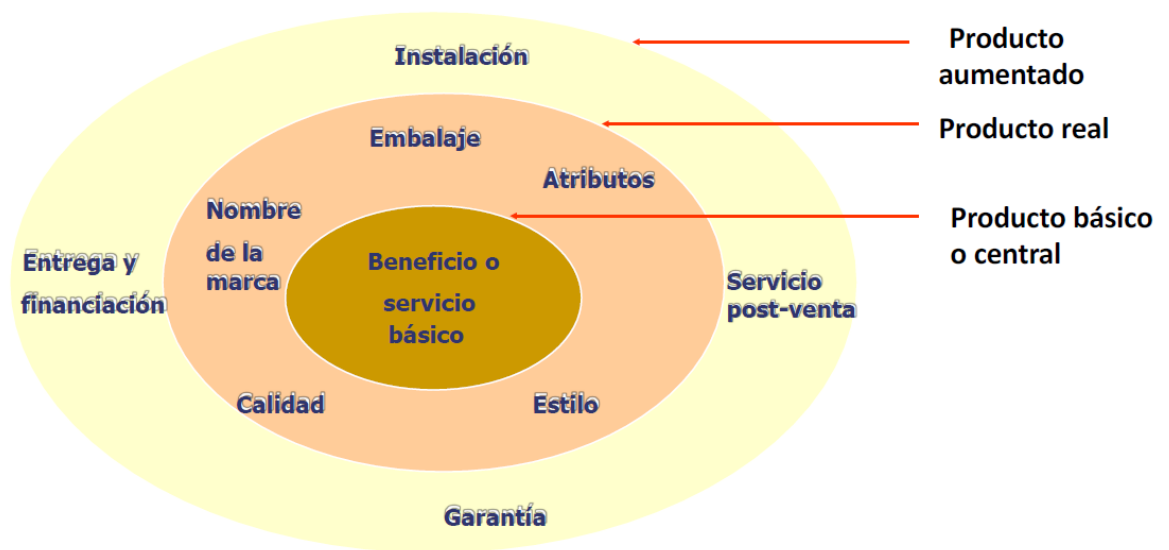 Instalación
Producto
aumentado
Embalaje
Producto real
Atributos
Nombre
de la
marca
Producto básico
o central
Entrega y
financiación
Beneficio o
servicio
básico
Servicio
post-venta
Calidad
Estilo
Garantía